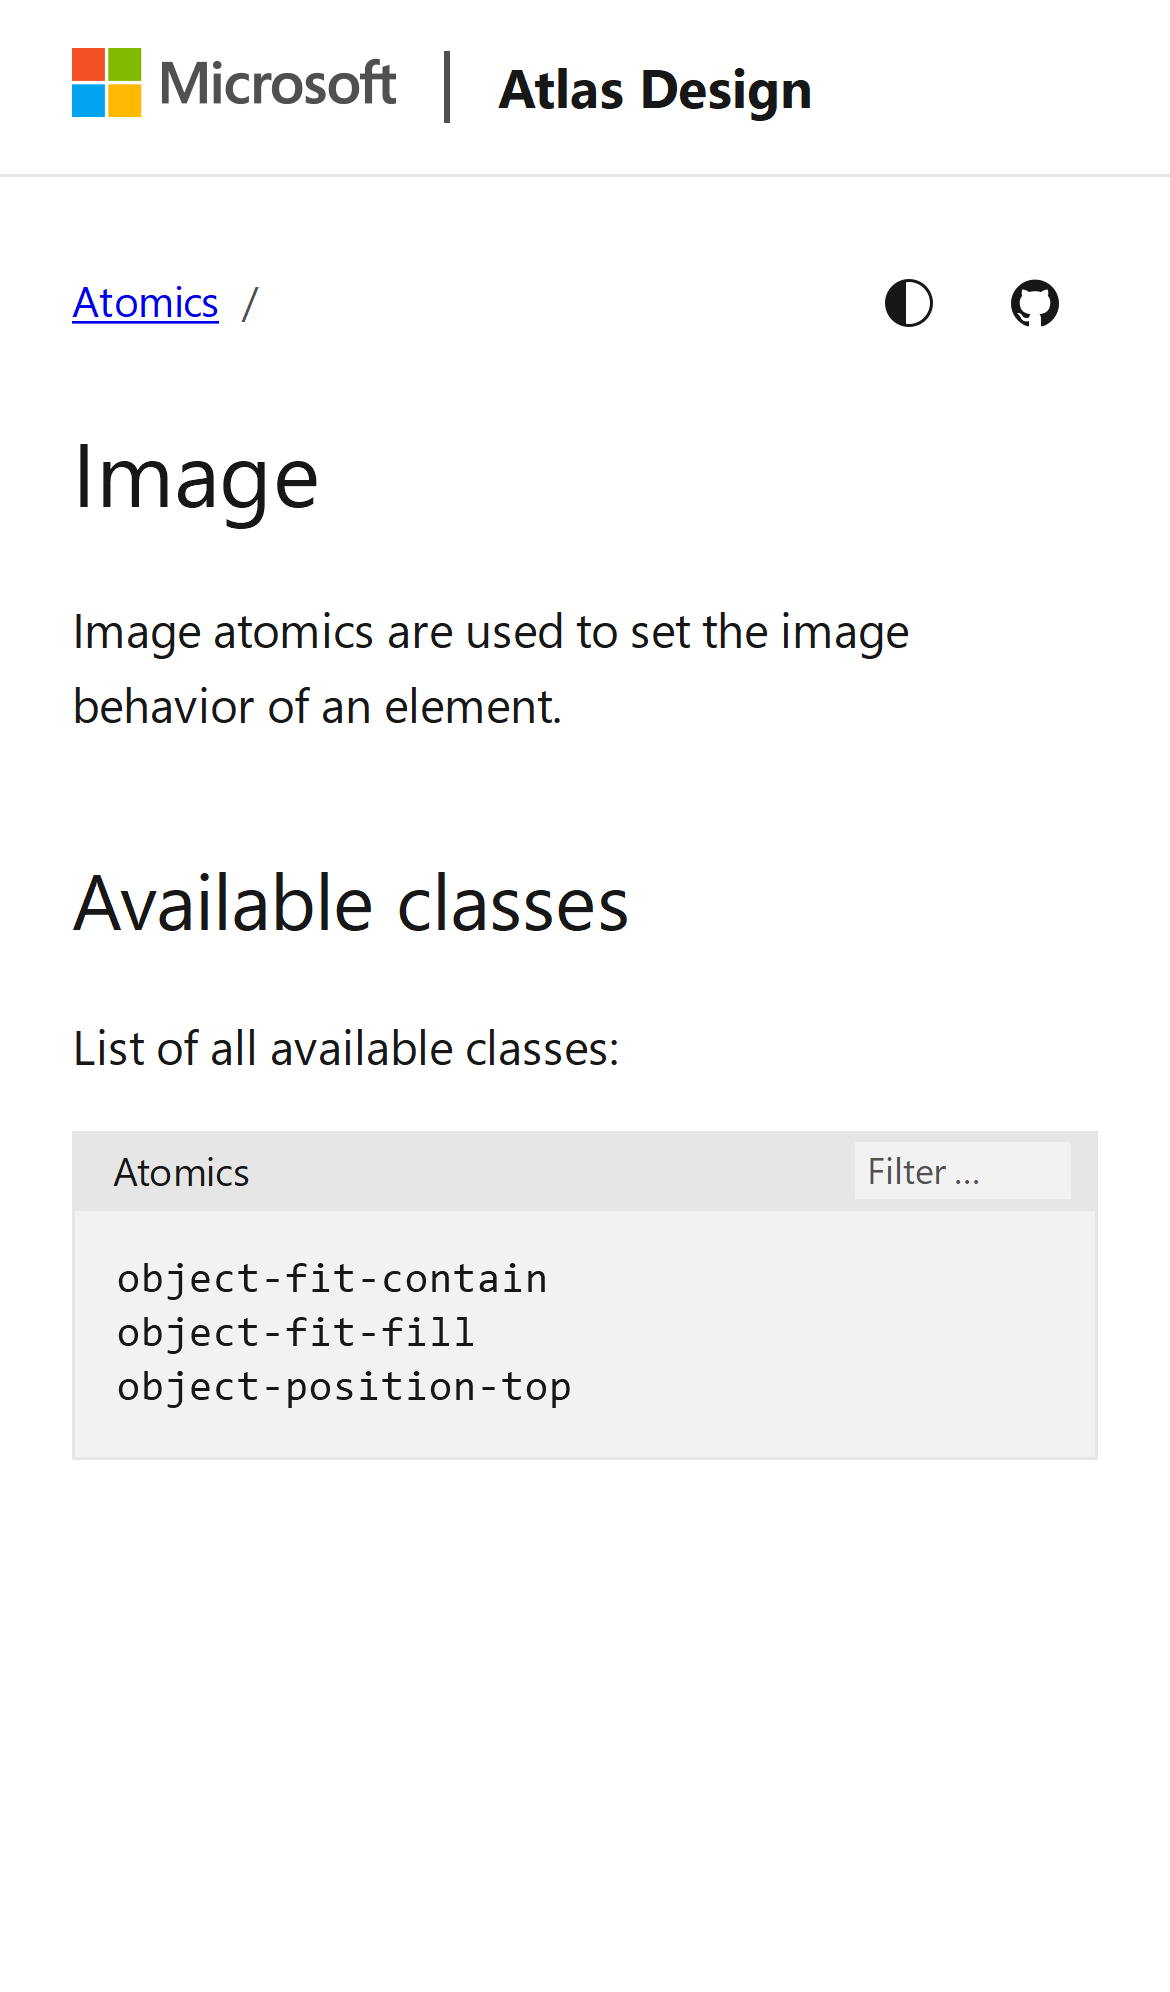 Microsoft | Atlas Design
Atomics /
Image
Image atomics are used to set the image
behavior of an element.
Available classes
List of all available classes:
Atomics Filter ...
object-fit-contain
object-fit-fill
object-position-top